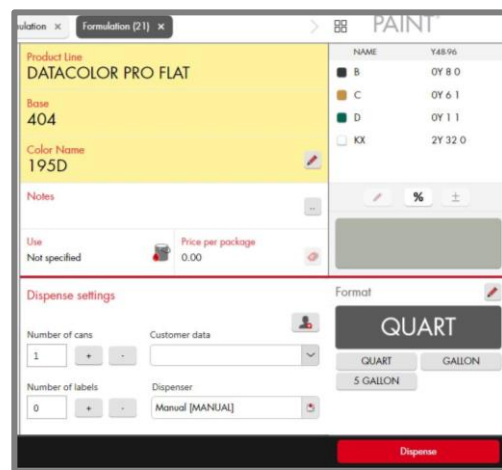 ulation ×
Formulation (21) ×
PAINT
Product Line
DATACOLOR PRO FLAT
Base
404
Color Name
195D
Notes
..
Use
Not specified
Price per package
0.00
NAME Y48-96
B 0Y 8 0
C 0Y 6 1
D 0Y 1 1
KX 2Y 32 0
% ±
Dispense settings
Number of cans
1 + -
Customer data
Number of labels
0 + -
Dispenser
Manual [MANUAL]
Format
QUART
QUART GALLON
5 GALLON
Dispense